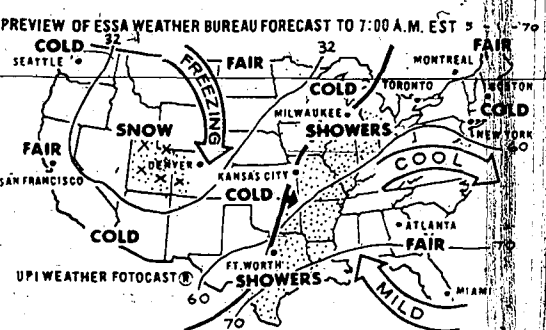 PREVIEW OF ESSA WEATHER BUREAU FORECAST TO 7:00 A.M. EST 5 - 70
COLD 32 32 FAIR
SEATTLE FAIR MONTREAL
FREEZING COLD TORONTO BOSTON
MILWAUKEE COLD
SNOW SHOWERS NEW YORK
FAIR DENVER 60
KANSAS CITY COOL
SAN FRANCISCO COLD
COLD ATLANTA
FT. WORTH FAIR 70
UPI WEATHER FOTOCAST ® SHOWERS
60 MIAMI
70 MILD